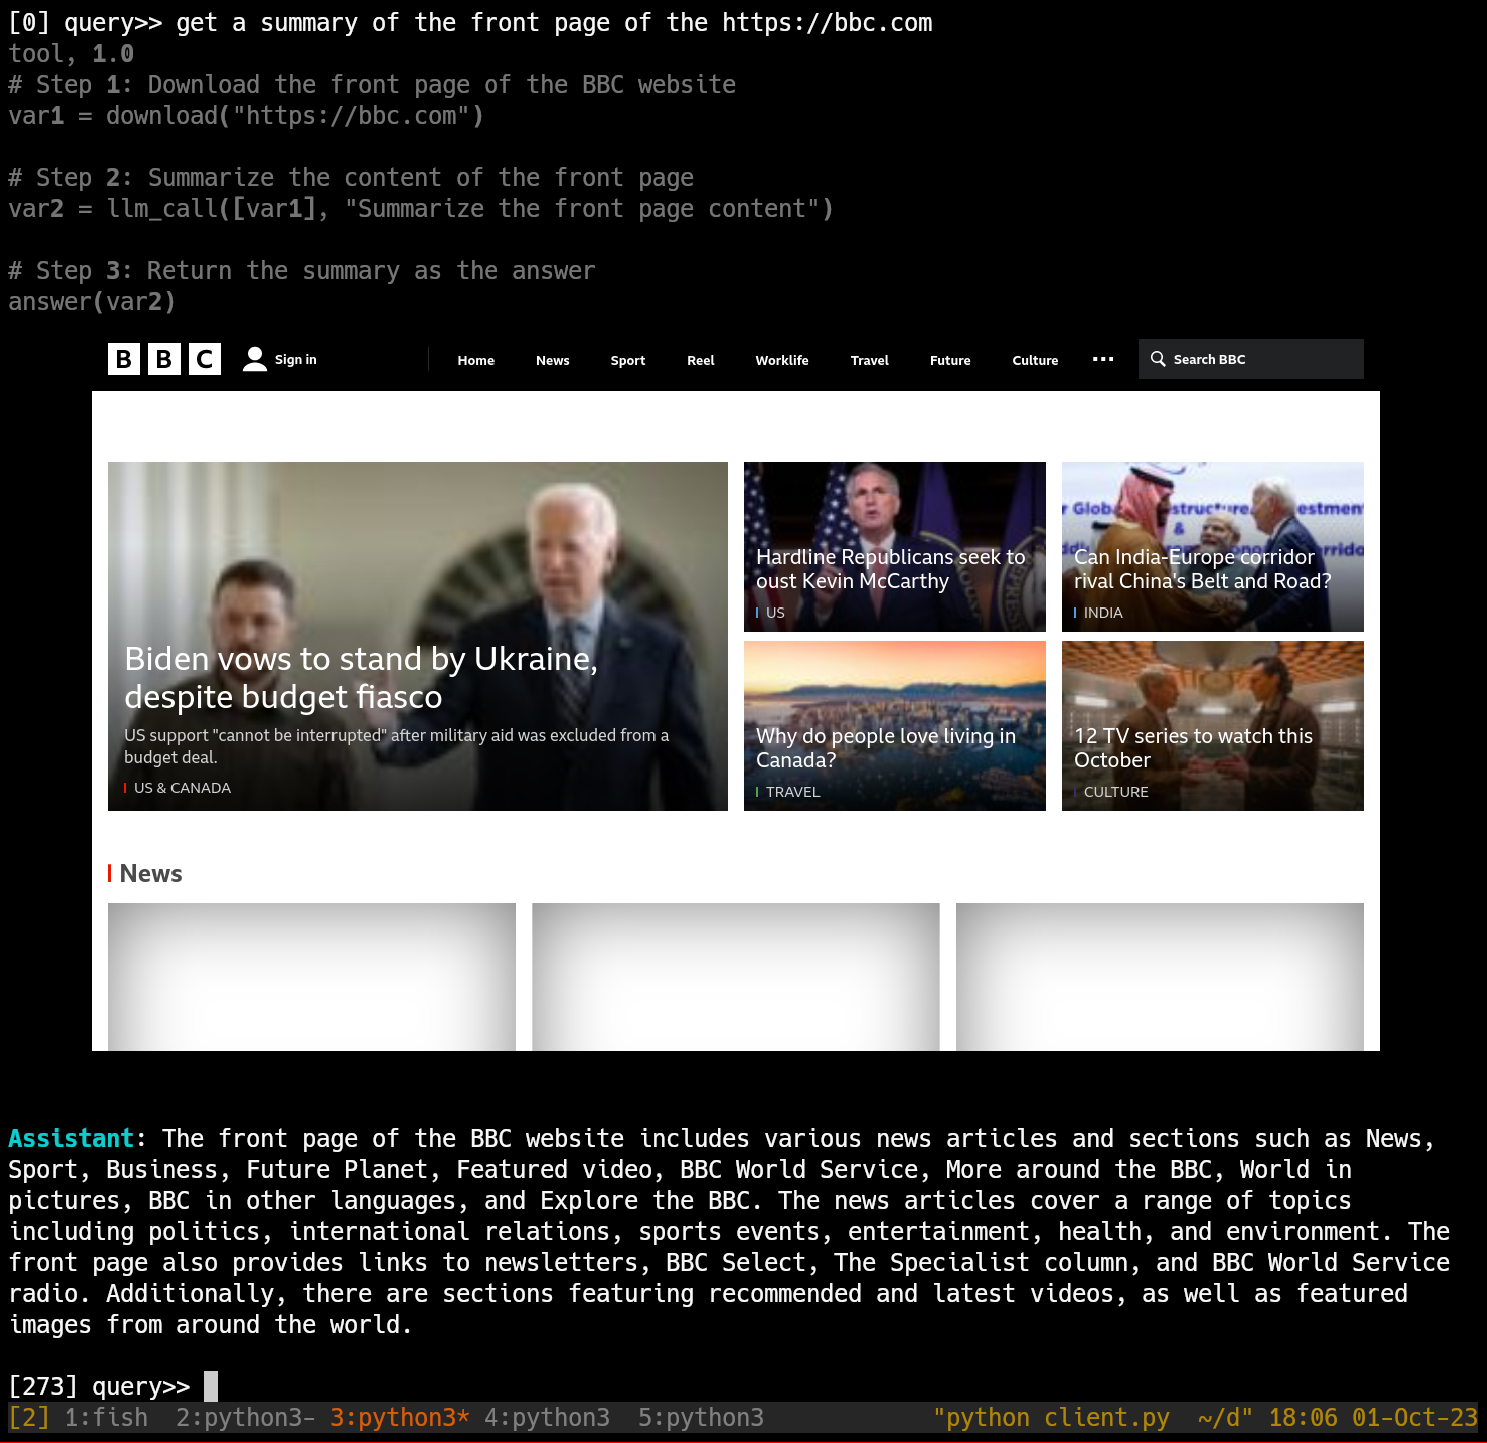 [0] query>> get a summary of the front page of the https://bbc.com
tool, 1.0
# Step 1: Download the front page of the BBC website
var1 = download("https://bbc.com")
# Step 2: Summarize the content of the front page
var2 = llm_call([var1], "Summarize the front page content")
# Step 3: Return the summary as the answer
answer(var2)
BBC Sign in Home News Sport Reel Worklife Travel Future Culture ... Search BBC
Biden vows to stand by Ukraine,
despite budget fiasco
US support "cannot be interrupted" after military aid was excluded from a
budget deal.
US & CANADA
Hardline Republicans seek to
oust Kevin McCarthy
US
Can India-Europe corridor
rival China's Belt and Road?
INDIA
Why do people love living in
Canada?
TRAVEL
12 TV series to watch this
October
CULTURE
News
Assistant: The front page of the BBC website includes various news articles and sections such as News,
Sport, Business, Future Planet, Featured video, BBC World Service, More around the BBC, World in
pictures, BBC in other languages, and Explore the BBC. The news articles cover a range of topics
including politics, international relations, sports events, entertainment, health, and environment. The
front page also provides links to newsletters, BBC Select, The Specialist column, and BBC World Service
radio. Additionally, there are sections featuring recommended and latest videos, as well as featured
images from around the world.
[273] query>>
[2] 1:fish 2:python3- 3:python3* 4:python3 5:python3 "python client.py ~/d" 18:06 01-Oct-23